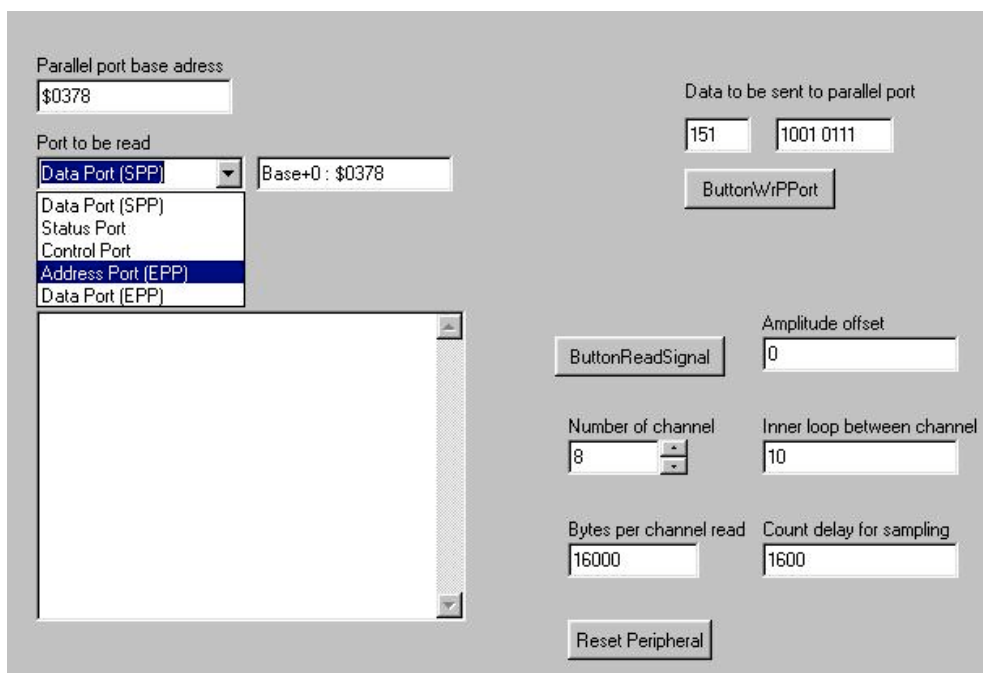 Parallel port base adress
$0378
Port to be read
Data Port (SPP)
Base+0 : $0378
Data Port (SPP)
Status Port
Control Port
Address Port (EPP)
Data Port (EPP)
Data to be sent to parallel port
151
1001 0111
ButtonWrPPort
ButtonReadSignal
Amplitude offset
0
Number of channel
8
Inner loop between channel
10
Bytes per channel read
16000
Count delay for sampling
1600
Reset Peripheral